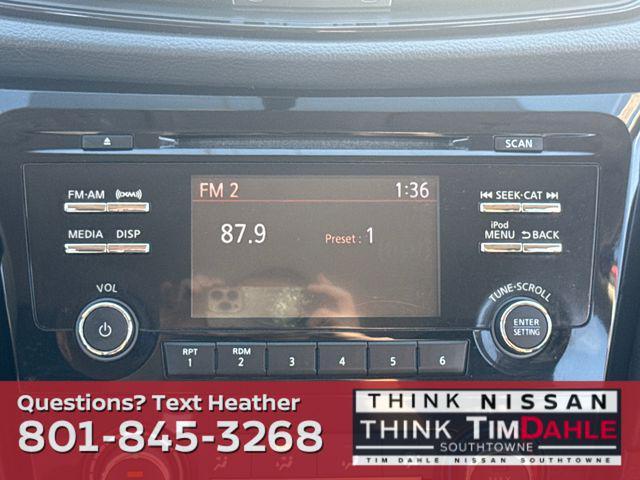 SCAN
FM 2 1:36
FM·AM
SEEK·CAT
87.9 Preset : 1
MEDIA DISP
iPod
MENU BACK
VOL
TUNE·SCROLL
ENTER
SETTING
RPT RDM
1 2 3 4 5 6
Questions? Text Heather
801-845-3268
THINK NISSAN
THINK TIMDAHLE
SOUTHTOWNE
TIM DAHLE NISSAN SOUTHTOWNE